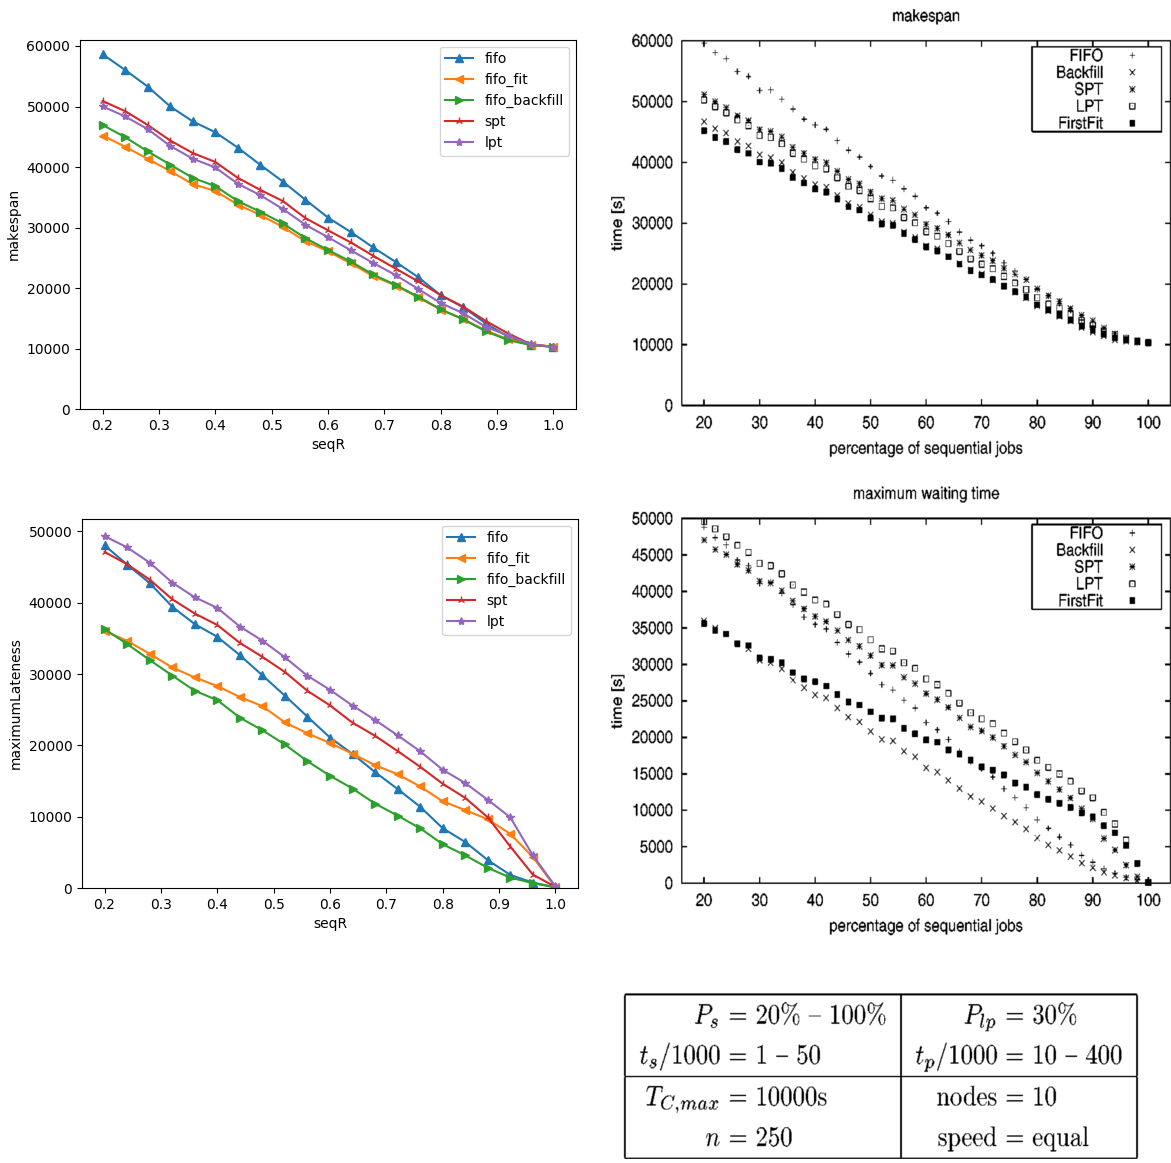 makespan
60000
50000
40000
30000
20000
10000
0
0.2 0.3 0.4 0.5 0.6 0.7 0.8 0.9 1.0
seqR
fifo
fifo_fit
fifo_backfill
spt
lpt
makespan
time [s]
60000
50000
40000
30000
20000
10000
0
20 30 40 50 60 70 80 90 100
percentage of sequential jobs
FIFO
Backfill
SPT
LPT
FirstFit
maximumLateness
50000
40000
30000
20000
10000
0
0.2 0.3 0.4 0.5 0.6 0.7 0.8 0.9 1.0
seqR
fifo
fifo_fit
fifo_backfill
spt
lpt
maximum waiting time
time [s]
50000
45000
40000
35000
30000
25000
20000
15000
10000
5000
0
20 30 40 50 60 70 80 90 100
percentage of sequential jobs
FIFO
Backfill
SPT
LPT
FirstFit
P_s = 20% – 100% P_lp = 30%
t_s/1000 = 1 – 50 t_p/1000 = 10 – 400
T_C,max = 10000s nodes = 10
n = 250 speed = equal